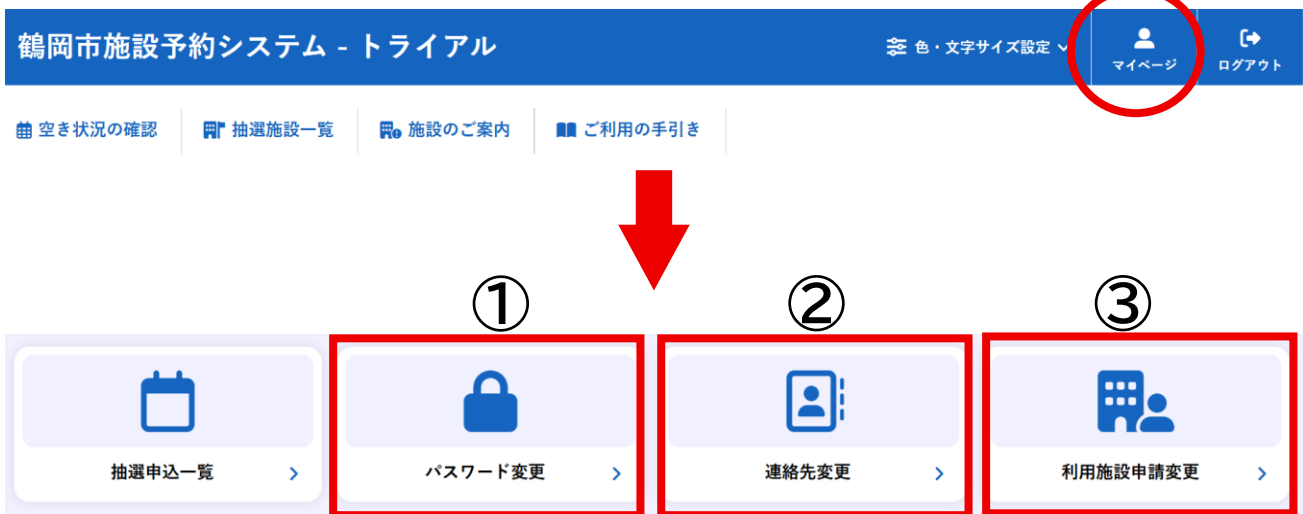 鶴岡市施設予約システム - トライアル
色・文字サイズ設定
マイページ
ログアウト
空き状況の確認
抽選施設一覧
施設のご案内
ご利用の手引き
①
②
③
抽選申込一覧
パスワード変更
連絡先変更
利用施設申請変更